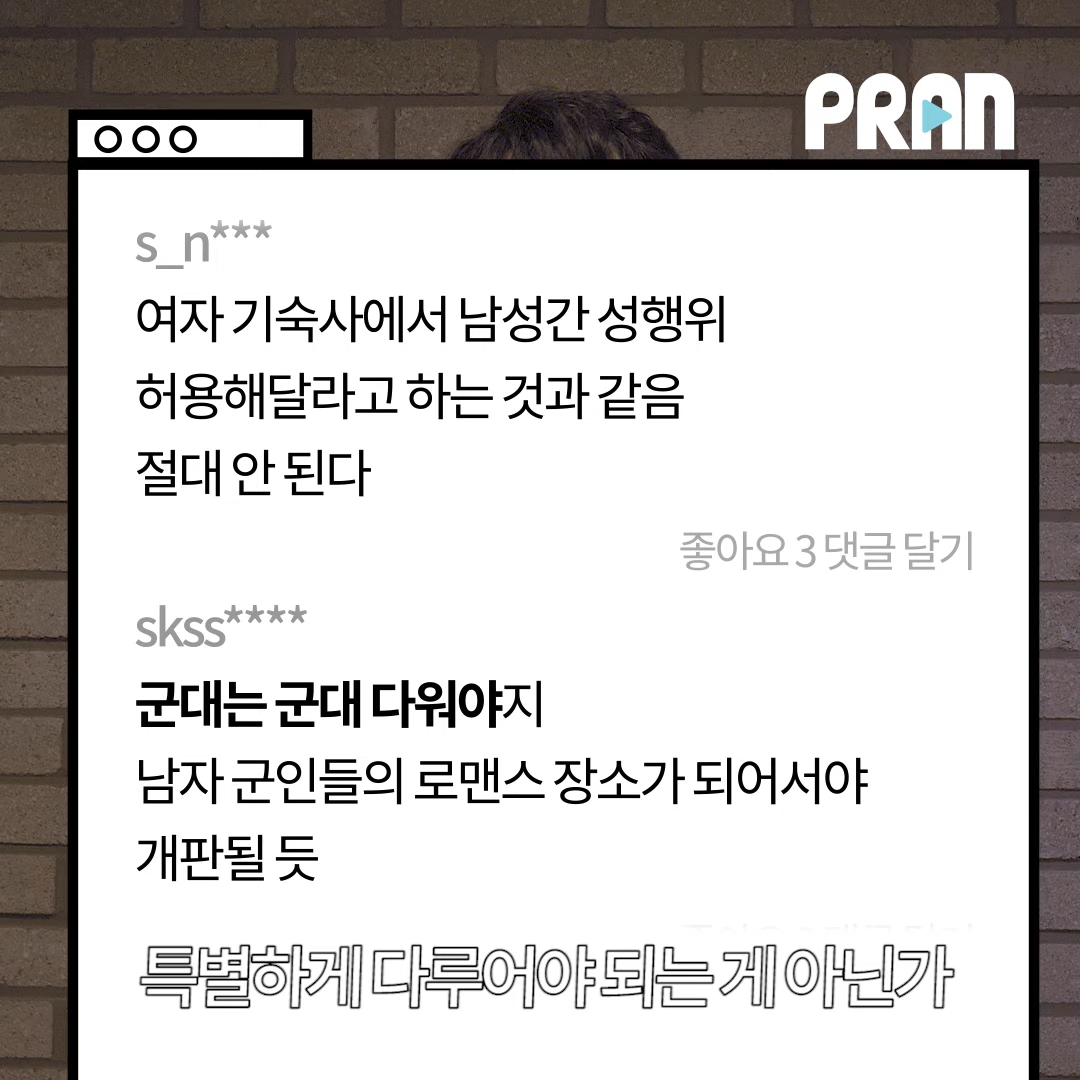 PRAN
s_n***
여자 기숙사에서 남성간 성행위
허용해달라고 하는 것과 같음
절대 안 된다
좋아요 3 댓글 달기
skss****
군대는 군대 다워야지
남자 군인들의 로맨스 장소가 되어서야
개판될 듯
특별하게 다루어야 되는 게 아닌가